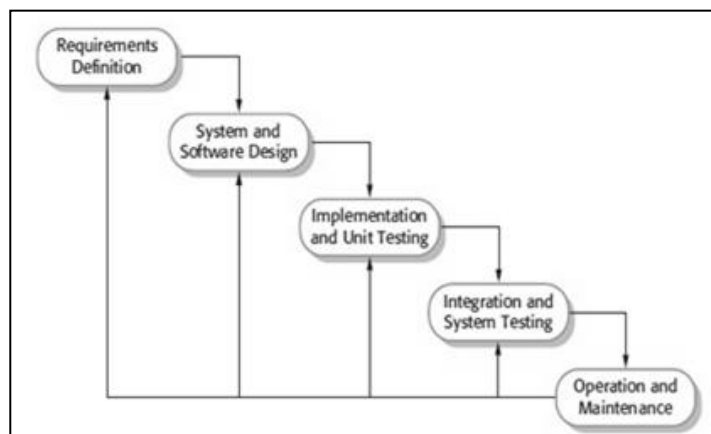 Requirements
Definition
System and
Software Design
Implementation
and Unit Testing
Integration and
System Testing
Operation and
Maintenance